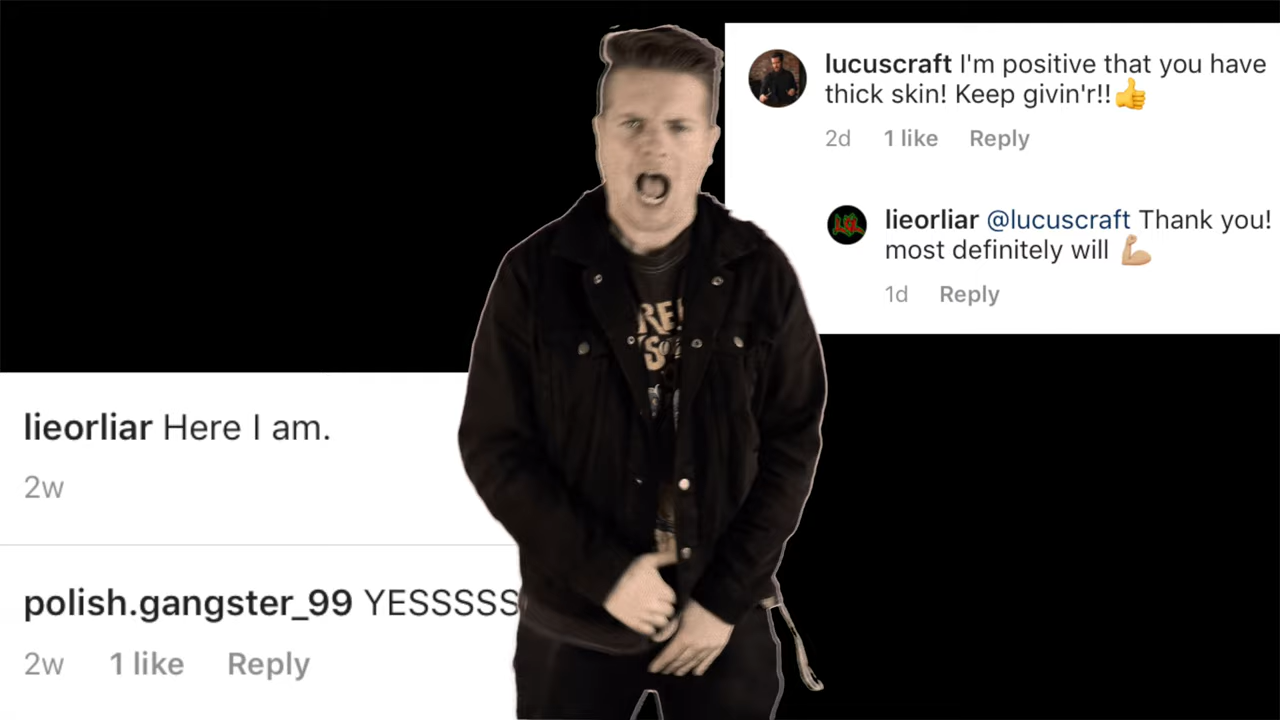 lucuscraft I'm positive that you have
thick skin! Keep givin'r!!👍
2d 1 like Reply
lieorliar @lucuscraft Thank you!
most definitely will 💪🏼
1d Reply
lieorliar Here I am.
2w
polish.gangster_99 YESSSSS
2w 1 like Reply